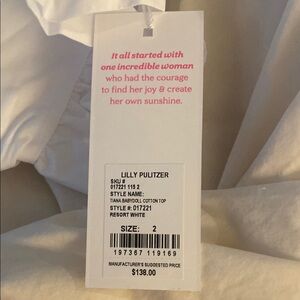 It all started with
one incredible woman
who had the courage
to find her joy & create
her own sunshine.
LILLY PULITZER
SKU #
017221 115 2
STYLE NAME:
TIANA BABYDOLL COTTON TOP
STYLE #: 017221
RESORT WHITE
SIZE: 2
197367 119169
MANUFACTURER'S SUGGESTED PRICE
$138.00